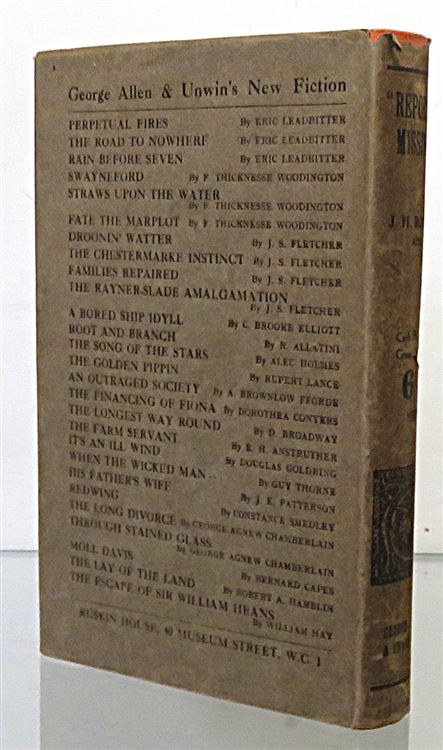 George Allen & Unwin's New Fiction
PERPETUAL FIRES By ERIC LEADBITTER
THE ROAD TO NOWHERE By ERIC LEADBITTER
RAIN BEFORE SEVEN By ERIC LEADBITTER
SWAYNEFORD By F. THICKNESSE WOODINGTON
STRAWS UPON THE WATER
By F. THICKNESSE WOODINGTON
FATE THE MARPLOT By F. THICKNESSE WOODINGTON
DROONIN' WATTER By J. S. FLETCHER
THE CHESTERMARKE INSTINCT By J. S. FLETCHER
FAMILIES REPAIRED By J. S. FLETCHER
THE RAYNER-SLADE AMALGAMATION
By J. S. FLETCHER
A BORED SHIP IDYLL By C. BROOKE ELLIOTT
ROOT AND BRANCH By R. ALLATINI
THE SONG OF THE STARS By ALEC HOLMES
THE GOLDEN PIPPIN By RUPERT LANCE
AN OUTRAGED SOCIETY By A. BROWNLOW FFORDE
THE FINANCING OF FIONA By DOROTHEA CONYERS
THE LONGEST WAY ROUND By D. BROADWAY
THE FARM SERVANT By E. H. ANSTRUTHER
IT'S AN ILL WIND By DOUGLAS GOLDRING
WHEN THE WICKED MAN... By GUY THORNE
HIS FATHER'S WIFE By J. E. PATTERSON
REDWING By CONSTANCE SMEDLEY
THE LONG DIVORCE By GEORGE AGNEW CHAMBERLAIN
THROUGH STAINED GLASS
By GEORGE AGNEW CHAMBERLAIN
MOLL DAVIS By BERNARD CAPES
THE LAY OF THE LAND By ROBERT A. HAMBLIN
THE ESCAPE OF SIR WILLIAM HEANS
By WILLIAM HAY
RUSKIN HOUSE, 40 MUSEUM STREET, W.C. 1
"REPO
MISS
J. H.
6
GEORGE
&